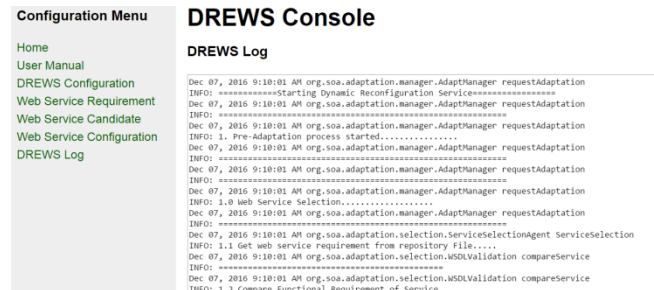 Configuration Menu
Home
User Manual
DREWS Configuration
Web Service Requirement
Web Service Candidate
Web Service Configuration
DREWS Log
DREWS Console
DREWS Log
Dec 07, 2016 9:10:01 AM org.soa.adaptation.manager.AdaptManager requestAdaptation
INFO: ============Starting Dynamic Reconfiguration Service=================
Dec 07, 2016 9:10:01 AM org.soa.adaptation.manager.AdaptManager requestAdaptation
INFO: ===========================================================
Dec 07, 2016 9:10:01 AM org.soa.adaptation.manager.AdaptManager requestAdaptation
INFO: 1. Pre-Adaptation process started................
Dec 07, 2016 9:10:01 AM org.soa.adaptation.manager.AdaptManager requestAdaptation
INFO: ===========================================================
Dec 07, 2016 9:10:01 AM org.soa.adaptation.manager.AdaptManager requestAdaptation
INFO: ===========================================================
Dec 07, 2016 9:10:01 AM org.soa.adaptation.manager.AdaptManager requestAdaptation
INFO: 1.0 Web Service Selection...................
Dec 07, 2016 9:10:01 AM org.soa.adaptation.manager.AdaptManager requestAdaptation
INFO: ===========================================================
Dec 07, 2016 9:10:01 AM org.soa.adaptation.selection.ServiceSelectionAgent ServiceSelection
INFO: 1.1 Get web service requirement from repository File.....
Dec 07, 2016 9:10:01 AM org.soa.adaptation.selection.WSDLValidation compareService
INFO: ==============================================
Dec 07, 2016 9:10:01 AM org.soa.adaptation.selection.WSDLValidation compareService
INFO: 1.2 Compare Functional Requirement of Service